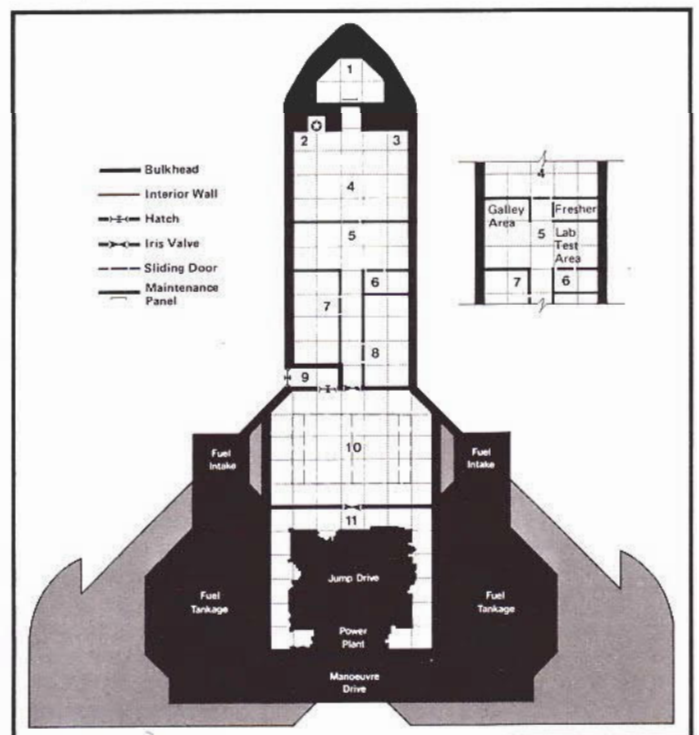 1
2
3
4
5
6
7
8
9
10
11
Bulkhead
Interior Wall
Hatch
Iris Valve
Sliding Door
Maintenance
Panel
4
Galley
Area
Fresher
5
Lab
Test
Area
7
6
Fuel
Intake
Fuel
Intake
Fuel
Tankage
Jump Drive
Fuel
Tankage
Power
Plant
Manoeuvre
Drive